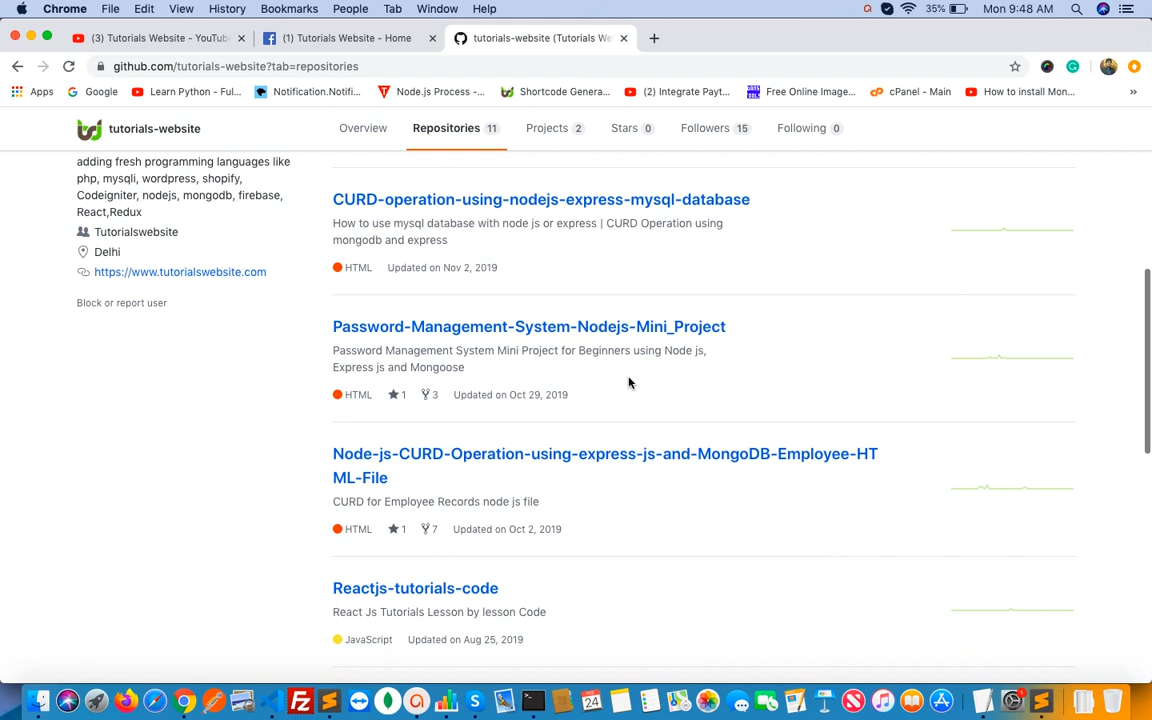 Chrome File Edit View History Bookmarks People Tab Window Help 35% Mon 9:48 AM
(3) Tutorials Website - YouTub (1) Tutorials Website - Home tutorials-website (Tutorials We
github.com/tutorials-website?tab=repositories
Apps Google Learn Python - Ful... Notification.Notifi... Node.js Process -... Shortcode Genera... (2) Integrate Payt... Free Online Image... cPanel - Main How to install Mon... »
tutorials-website Overview Repositories 11 Projects 2 Stars 0 Followers 15 Following 0
adding fresh programming languages like
php, mysqli, wordpress, shopify,
Codeigniter, nodejs, mongodb, firebase,
React,Redux
Tutorialswebsite
Delhi
https://www.tutorialswebsite.com
Block or report user
CURD-operation-using-nodejs-express-mysql-database
How to use mysql database with node js or express | CURD Operation using
mongodb and express
HTML Updated on Nov 2, 2019
Password-Management-System-Nodejs-Mini_Project
Password Management System Mini Project for Beginners using Node js,
Express js and Mongoose
HTML 1 3 Updated on Oct 29, 2019
Node-js-CURD-Operation-using-express-js-and-MongoDB-Employee-HT
ML-File
CURD for Employee Records node js file
HTML 1 7 Updated on Oct 2, 2019
Reactjs-tutorials-code
React Js Tutorials Lesson by lesson Code
JavaScript Updated on Aug 25, 2019
24